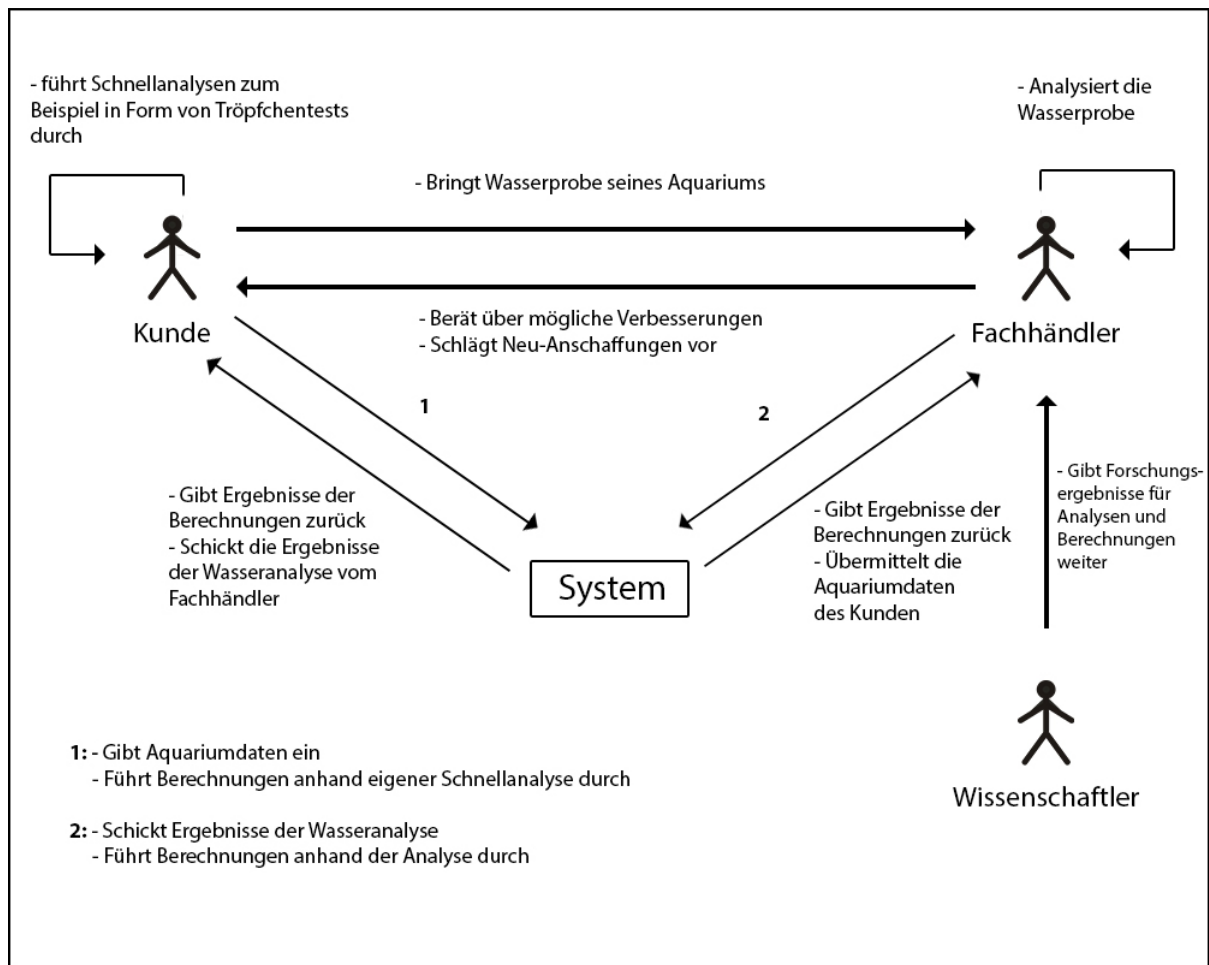 - führt Schnellanalysen zum
Beispiel in Form von Tröpfchentests
durch
- Analysiert die
Wasserprobe
- Bringt Wasserprobe seines Aquariums
Kunde
- Berät über mögliche Verbesserungen
- Schlägt Neu-Anschaffungen vor
Fachhändler
1
2
- Gibt Ergebnisse der
Berechnungen zurück
- Schickt die Ergebnisse
der Wasseranalyse vom
Fachhändler
System
- Gibt Ergebnisse der
Berechnungen zurück
- Übermittelt die
Aquariumdaten
des Kunden
- Gibt Forschungs-
ergebnisse für
Analysen und
Berechnungen
weiter
Wissenschaftler
1: - Gibt Aquariumdaten ein
- Führt Berechnungen anhand eigener Schnellanalyse durch
2: - Schickt Ergebnisse der Wasseranalyse
- Führt Berechnungen anhand der Analyse durch